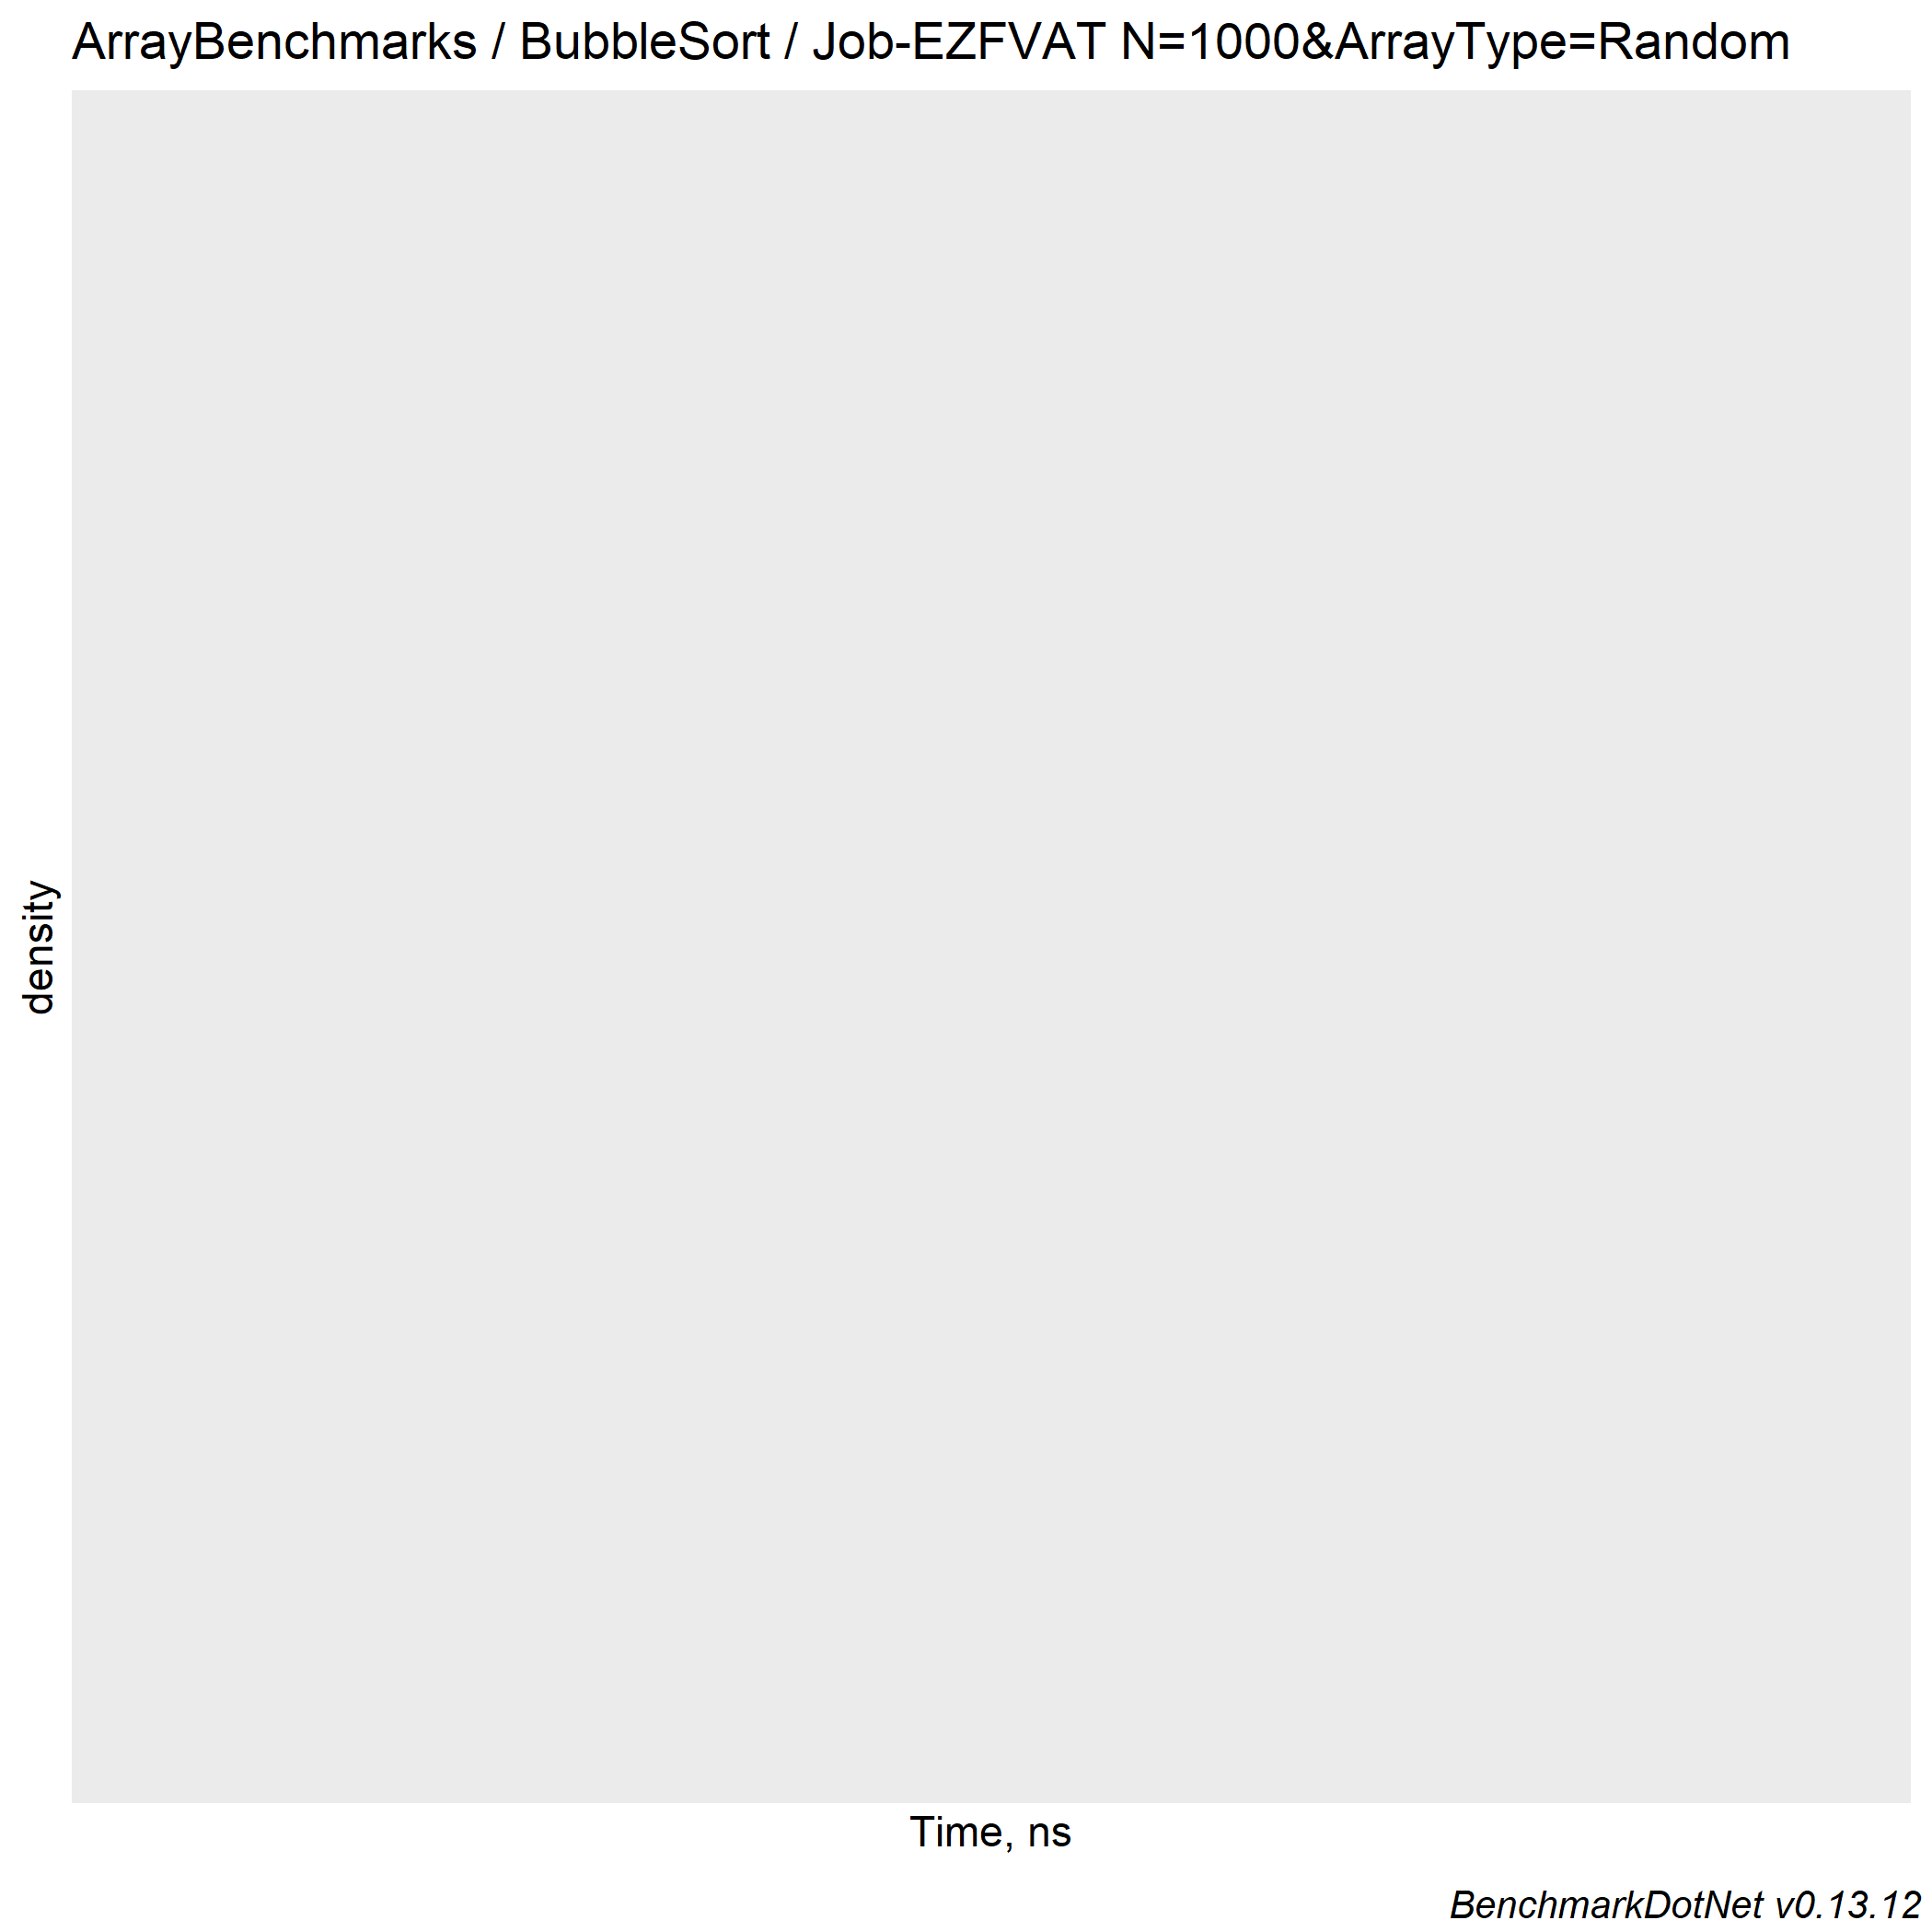 ArrayBenchmarks / BubbleSort / Job-EZFVAT N=1000&ArrayType=Random
density
Time, ns
BenchmarkDotNet v0.13.12